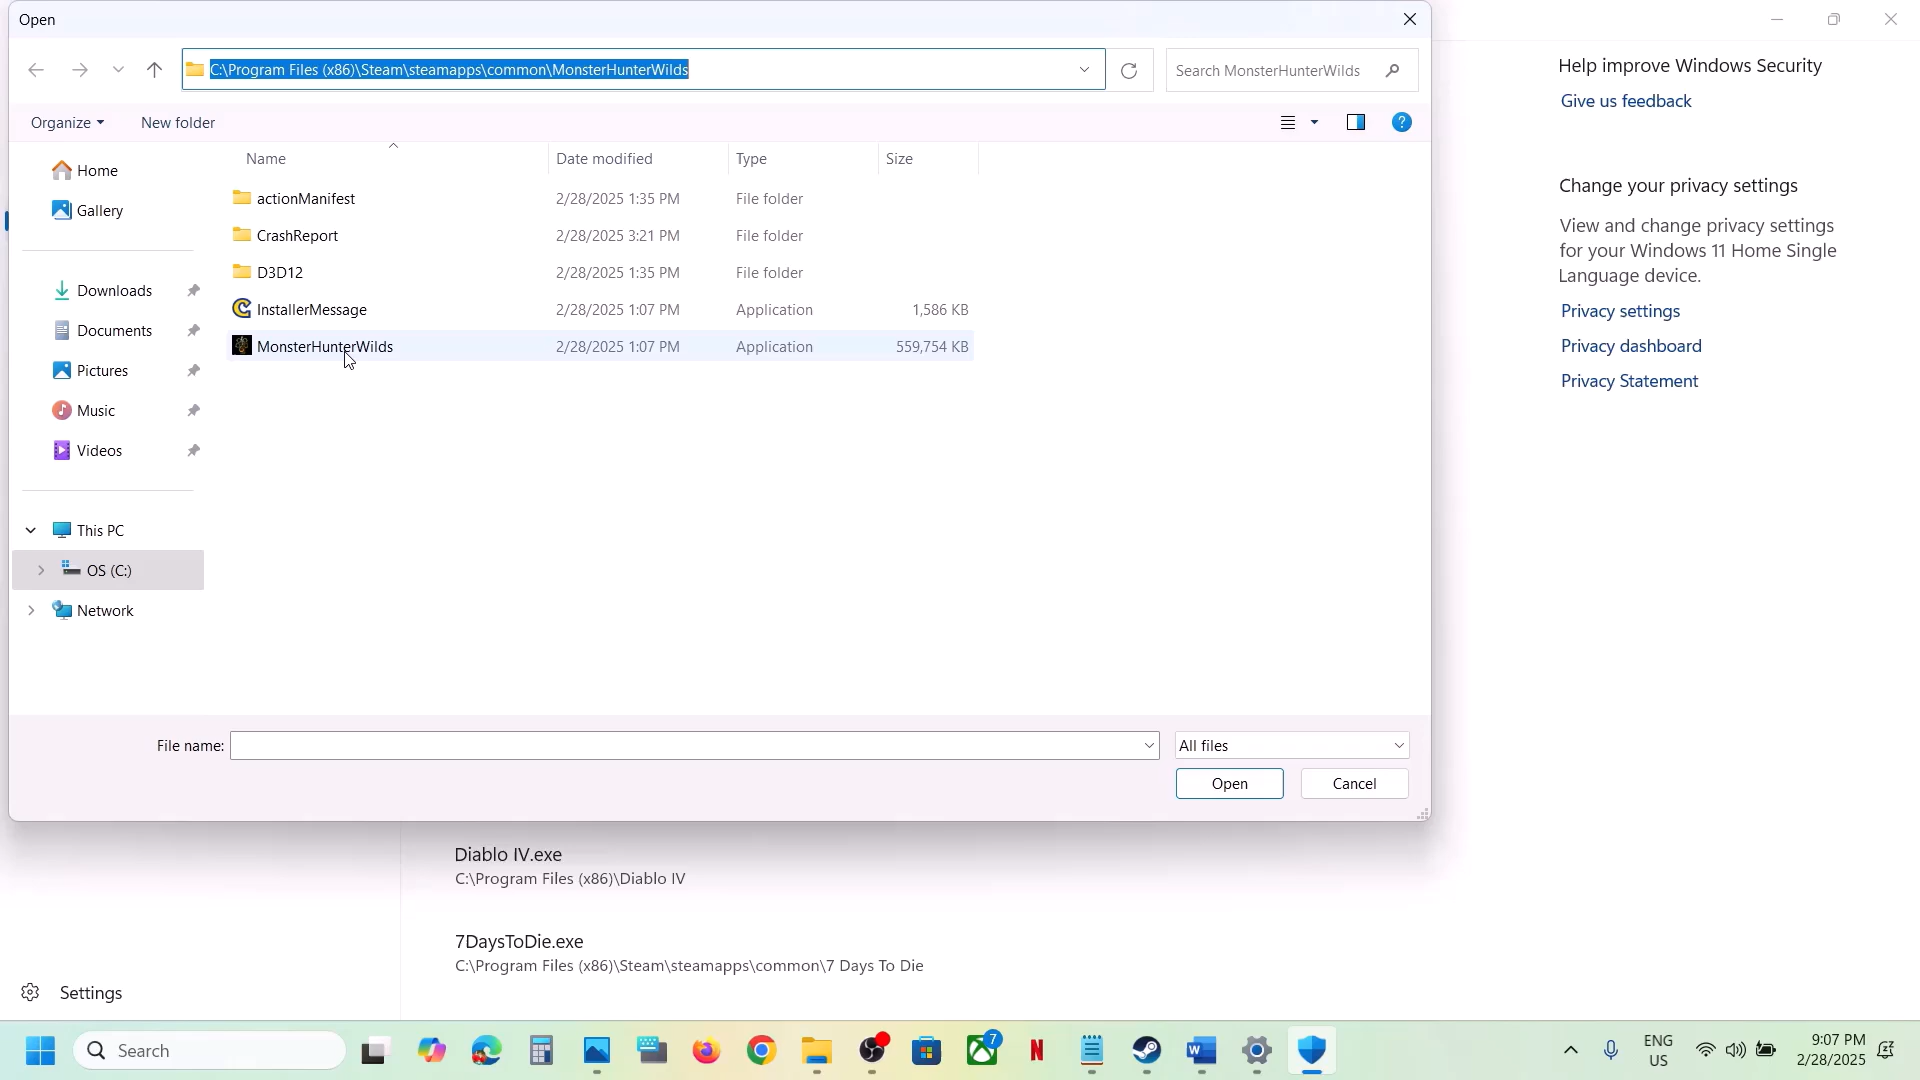 Open
C:\Program Files (x86)\Steam\steamapps\common\MonsterHunterWilds
Search MonsterHunterWilds
Organize
New folder
?
Name
Date modified
Type
Size
Home
Gallery
Downloads
Documents
Pictures
Music
Videos
This PC
OS (C:)
Network
actionManifest 2/28/2025 1:35 PM File folder
CrashReport 2/28/2025 3:21 PM File folder
D3D12 2/28/2025 1:35 PM File folder
InstallerMessage 2/28/2025 1:07 PM Application 1,586 KB
MonsterHunterWilds 2/28/2025 1:07 PM Application 559,754 KB
File name:
All files
Open
Cancel
Help improve Windows Security
Give us feedback
Change your privacy settings
View and change privacy settings
for your Windows 11 Home Single
Language device.
Privacy settings
Privacy dashboard
Privacy Statement
Diablo IV.exe
C:\Program Files (x86)\Diablo IV
7DaysToDie.exe
C:\Program Files (x86)\Steam\steamapps\common\7 Days To Die
Settings
Search
7
N
W
ENG
US
9:07 PM
2/28/2025